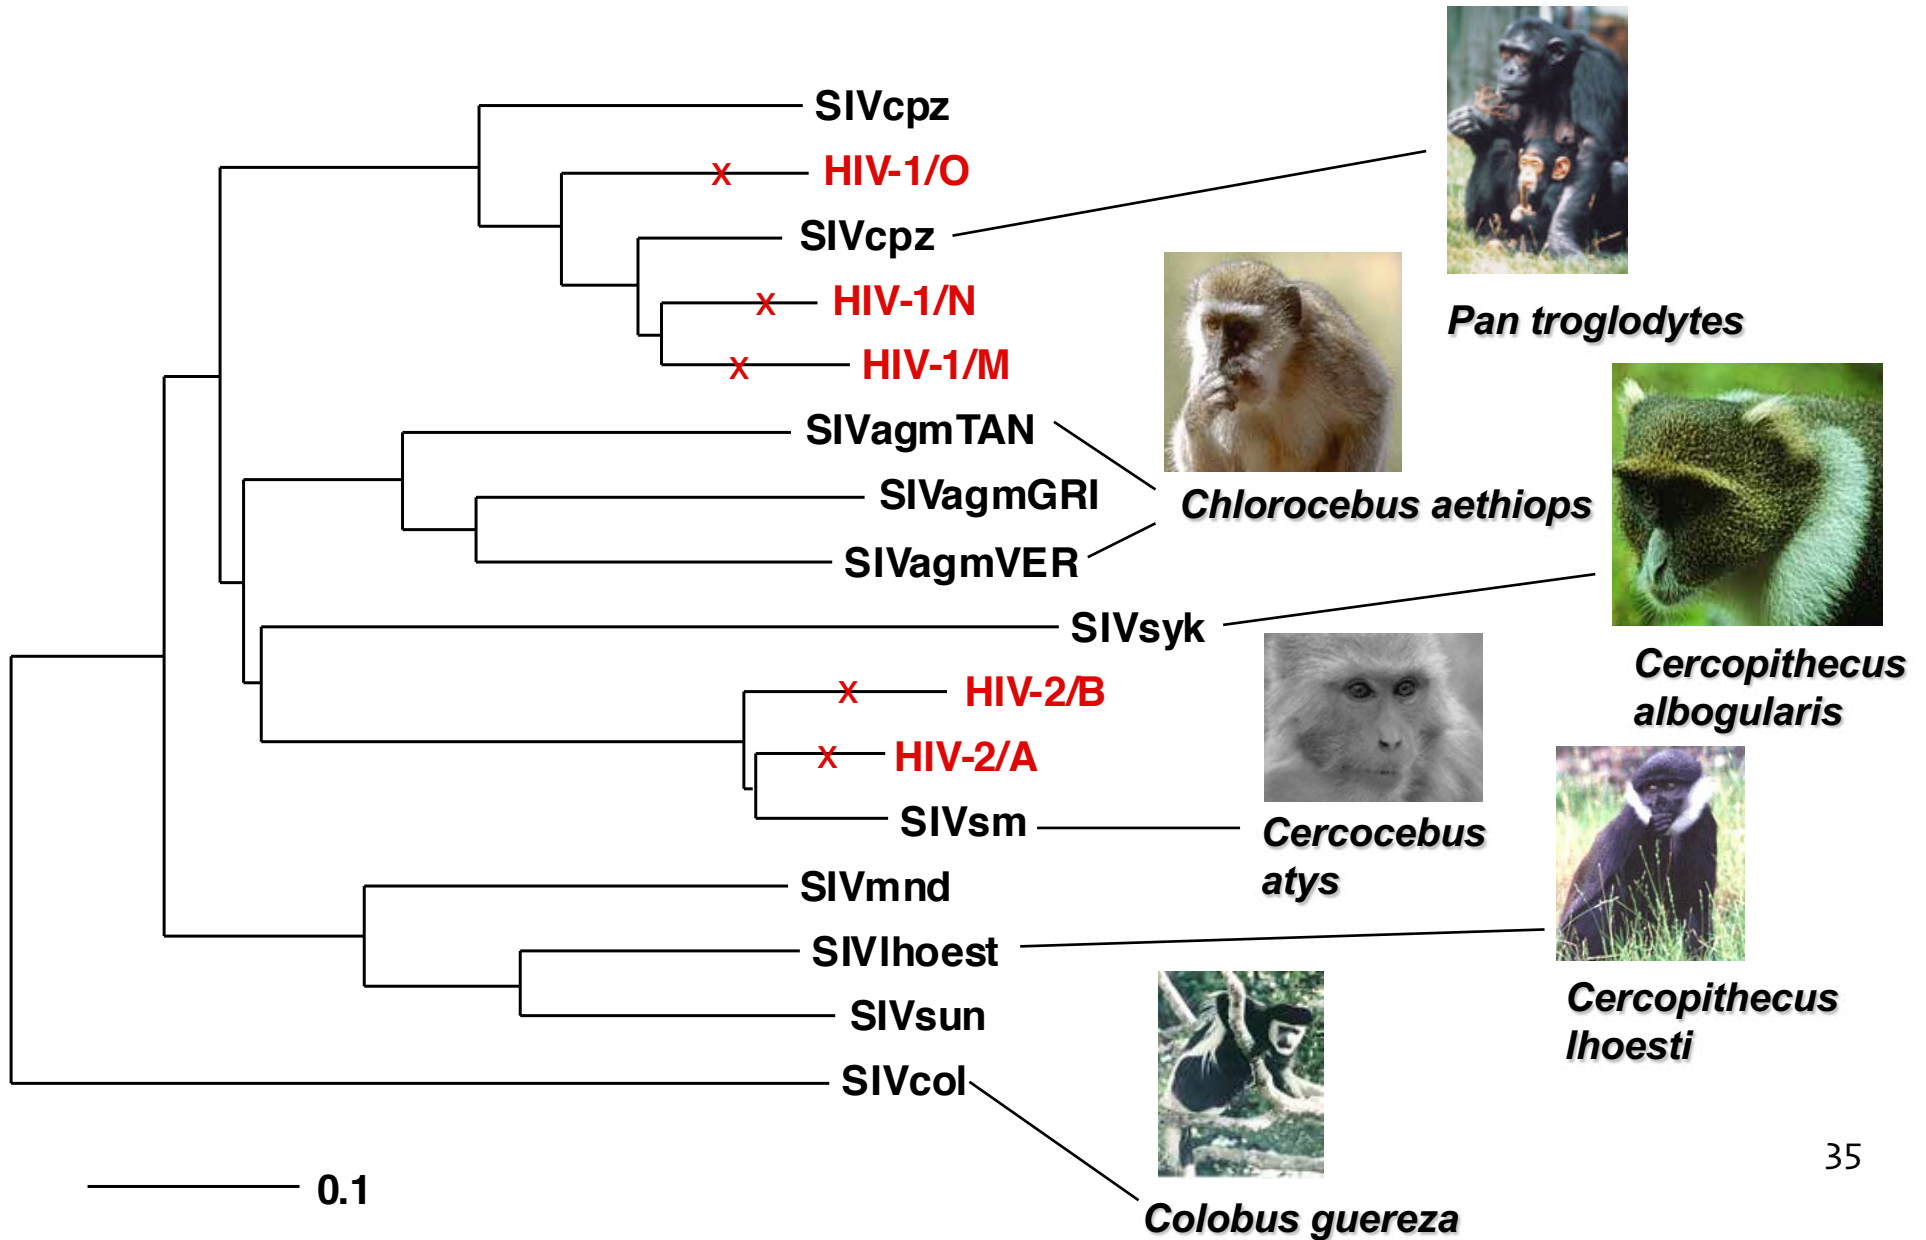 SIVcpz
x HIV-1/O
SIVcpz
x HIV-1/N
x HIV-1/M
Pan troglodytes
SIVagmTAN
SIVagmGRI
SIVagmVER
Chlorocebus aethiops
SIVsyk
Cercopithecus
albogularis
x HIV-2/B
x HIV-2/A
SIVsm
Cercocebus
atys
SIVmnd
SIVlhoest
Cercopithecus
lhoesti
SIVsun
SIVcol
Colobus guereza
0.1
35